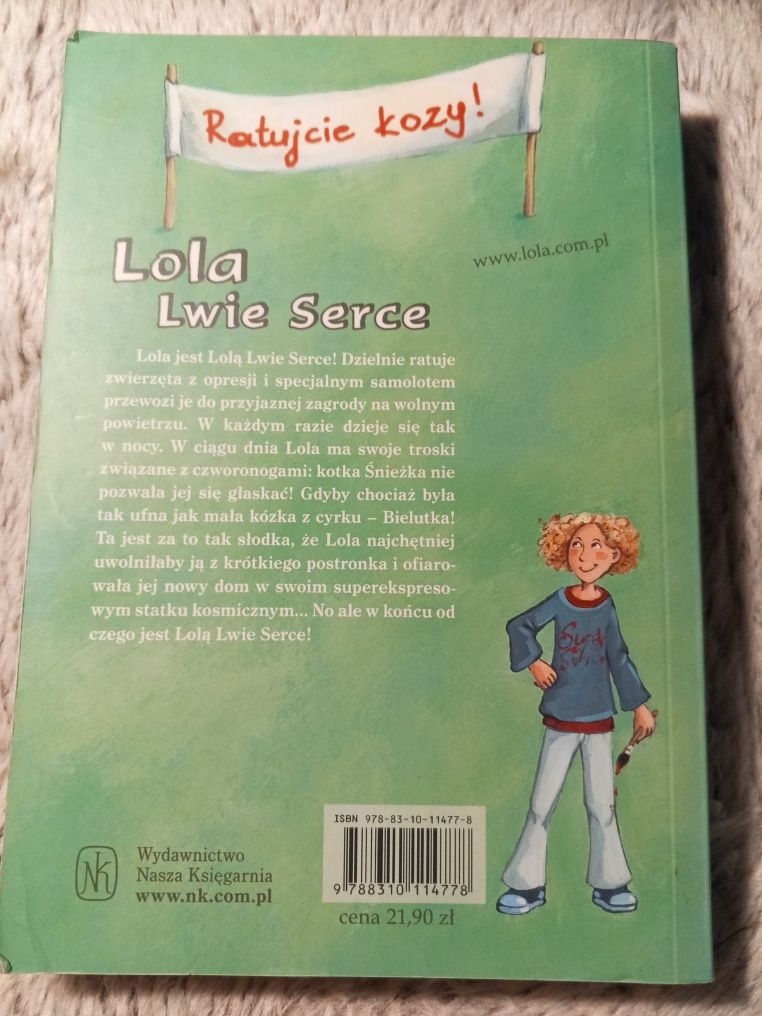 Ratujcie kozy!
www.lola.com.pl
Lola
Lwie Serce
Lola jest Lolą Lwie Serce! Dzielnie ratuje
zwierzęta z opresji i specjalnym samolotem
przewozi je do przyjaznej zagrody na wolnym
powietrzu. W każdym razie dzieje się tak
w nocy. W ciągu dnia Lola ma swoje troski
związane z czworonogami: kotka Śnieżka nie
pozwala jej się głaskać! Gdyby chociaż była
tak ufna jak mała kózka z cyrku – Bielutka!
Ta jest za to tak słodka, że Lola najchętniej
uwolniłaby ją z krótkiego postronka i ofiaro-
wała jej nowy dom w swoim superekspreso-
wym statku kosmicznym... No ale w końcu od
czego jest Lolą Lwie Serce!
ISBN 978-83-10-11477-8
9 788310 114778
cena 21,90 zł
NK
Wydawnictwo
Nasza Księgarnia
www.nk.com.pl